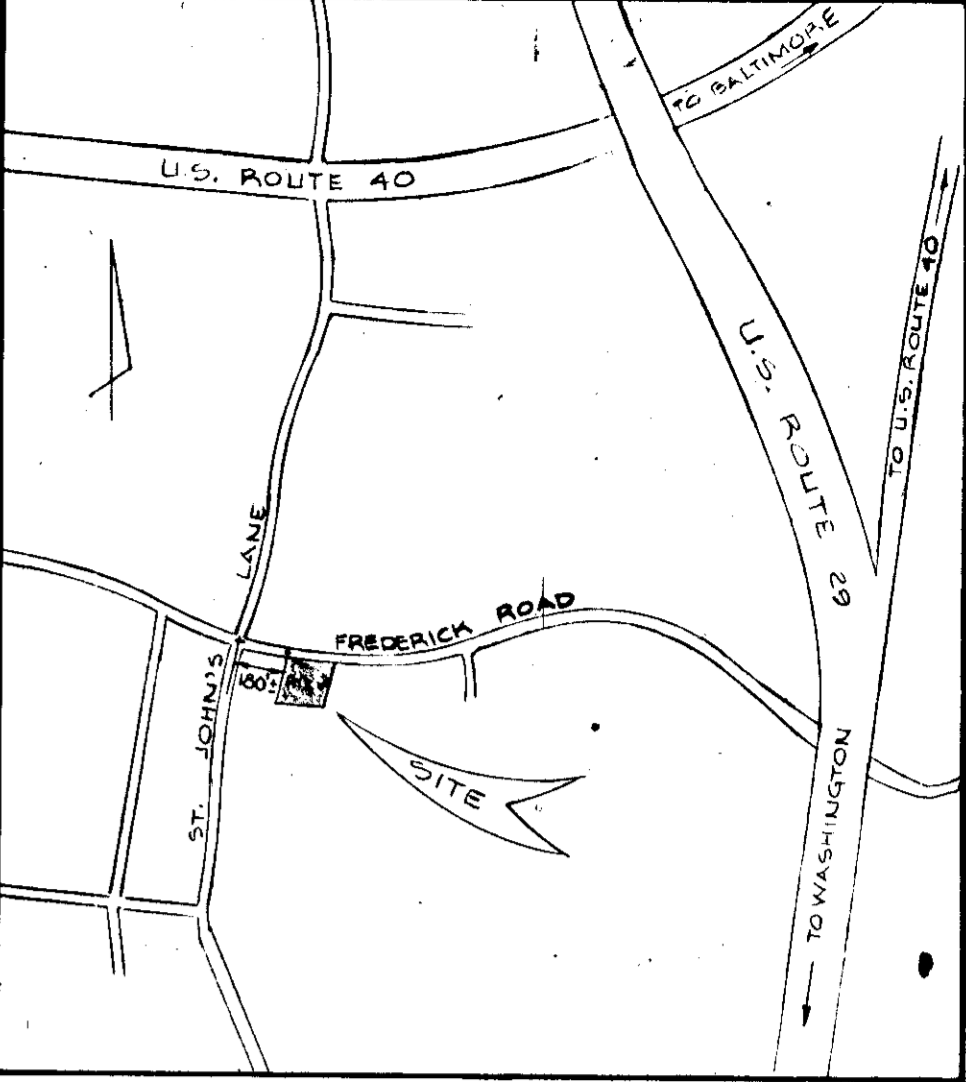 TO BALTIMORE
U.S. ROUTE 40
TO U.S. ROUTE 40
U.S. ROUTE 29
LANE
FREDERICK ROAD
180'±
ST. JOHN'S
SITE
TO WASHINGTON